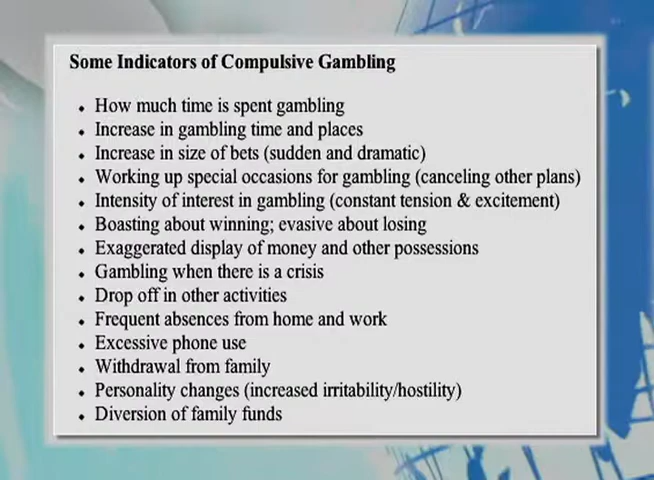 Some Indicators of Compulsive Gambling
• How much time is spent gambling
• Increase in gambling time and places
• Increase in size of bets (sudden and dramatic)
• Working up special occasions for gambling (canceling other plans)
• Intensity of interest in gambling (constant tension & excitement)
• Boasting about winning; evasive about losing
• Exaggerated display of money and other possessions
• Gambling when there is a crisis
• Drop off in other activities
• Frequent absences from home and work
• Excessive phone use
• Withdrawal from family
• Personality changes (increased irritability/hostility)
• Diversion of family funds